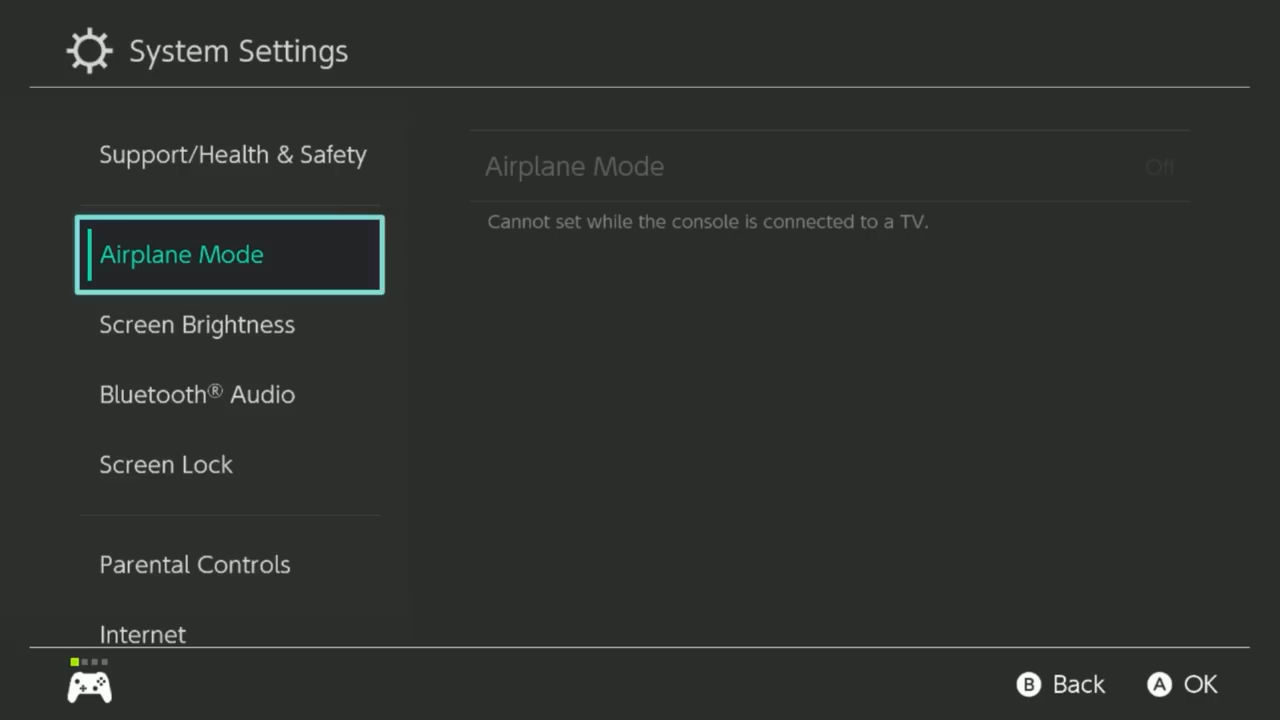 System Settings
Support/Health & Safety
Airplane Mode
Screen Brightness
Bluetooth® Audio
Screen Lock
Parental Controls
Internet
Airplane Mode Off
Cannot set while the console is connected to a TV.
B Back A OK